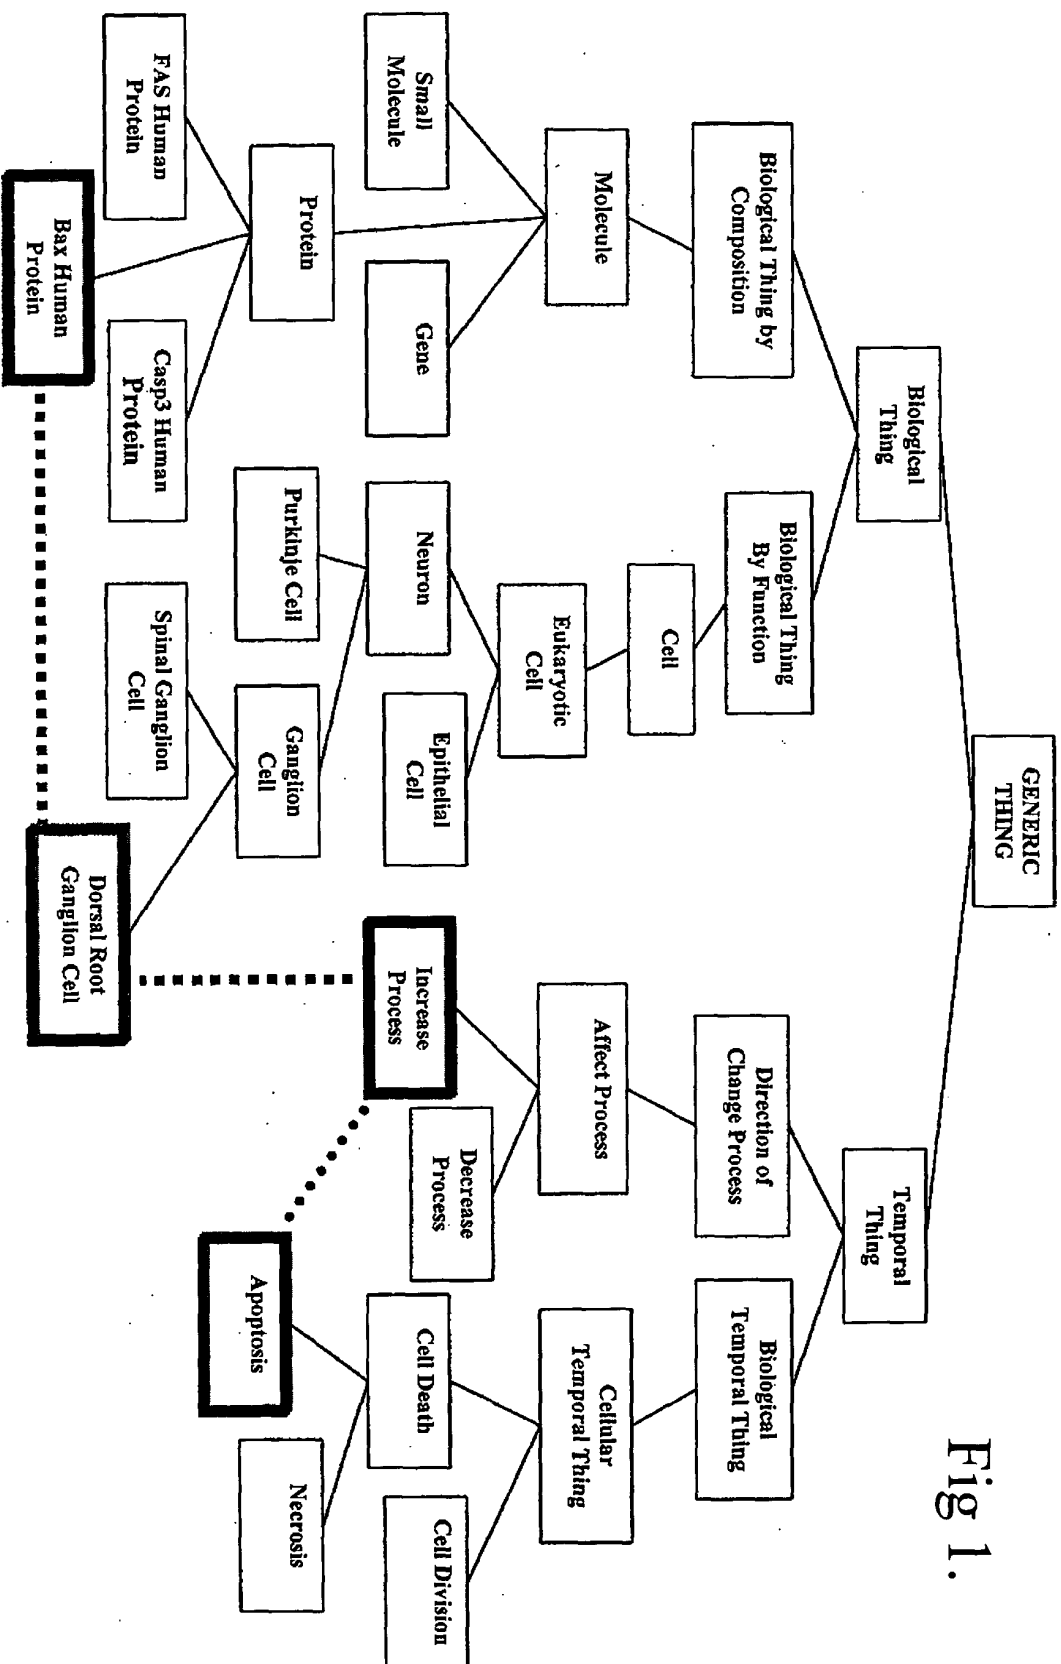 Fig 1.
GENERIC
THING
Biological
Thing
Temporal
Thing
Biological Thing by
Composition
Biological Thing
By Function
Direction of
Change Process
Biological
Temporal Thing
Molecule
Cell
Affect Process
Cellular
Temporal Thing
Eukaryotic
Cell
Small
Molecule
Gene
Neuron
Epithelial
Cell
Increase
Process
Decrease
Process
Cell Death
Cell Division
Protein
Purkinje Cell
Ganglion
Cell
Apoptosis
Necrosis
FAS Human
Protein
Casp3 Human
Protein
Spinal Ganglion
Cell
Bax Human
Protein
Dorsal Root
Ganglion Cell